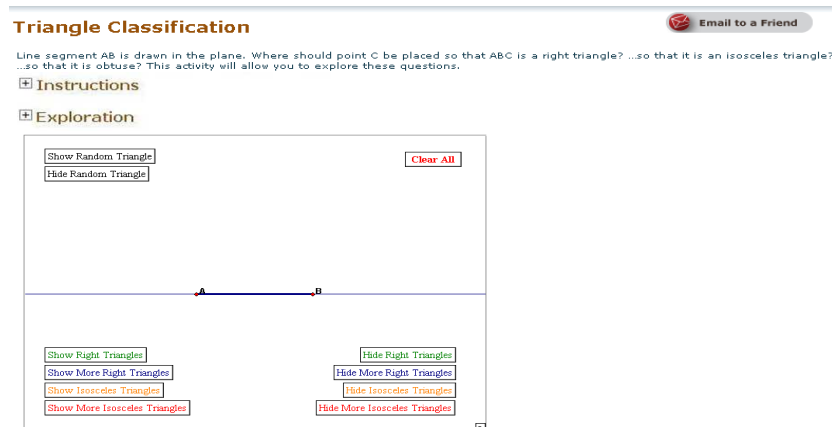 Triangle Classification
Email to a Friend
Line segment AB is drawn in the plane. Where should point C be placed so that ABC is a right triangle? ...so that it is an isosceles triangle?
...so that it is obtuse? This activity will allow you to explore these questions.
+ Instructions
+ Exploration
Show Random Triangle
Clear All
Hide Random Triangle
A B
Show Right Triangles Hide Right Triangles
Show More Right Triangles Hide More Right Triangles
Show Isosceles Triangles Hide Isosceles Triangles
Show More Isosceles Triangles Hide More Isosceles Triangles